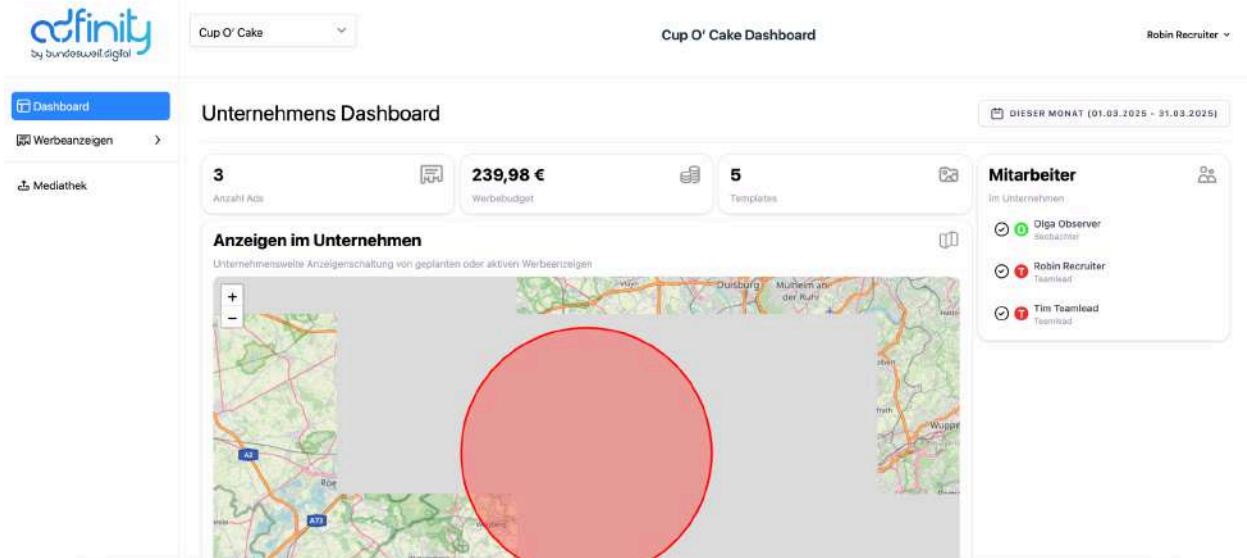 adfinity
by bundesweit.digital
Cup O' Cake
Cup O' Cake Dashboard
Robin Recruiter
Dashboard
Werbeanzeigen
Mediathek
Unternehmens Dashboard
DIESER MONAT (01.03.2025 - 31.03.2025)
3
Anzahl Ads
239,98 €
Werbebudget
5
Templates
Mitarbeiter
im Unternehmen
Olga Observer
Beobachter
Robin Recruiter
Teamlead
Tim Teamlead
Teamlead
Anzeigen im Unternehmen
Unternehmensweite Anzeigenschaltung von geplanten oder aktiven Werbeanzeigen
+
−
Duisburg
Mülheim an
der Ruhr
Wuppe
A2
Roe
A73